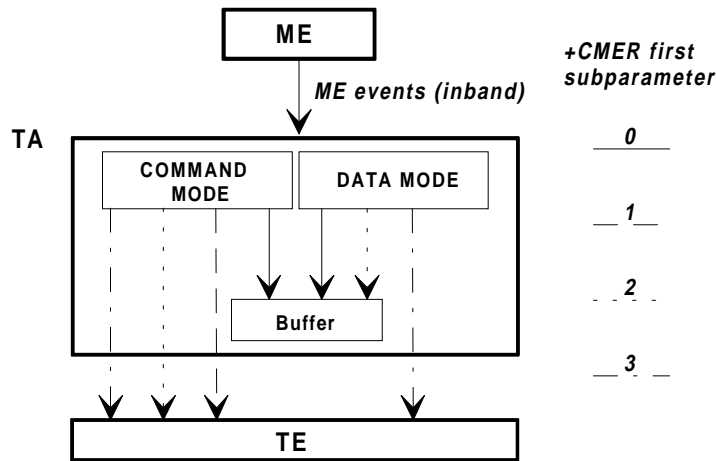 ME
+CMER first
subparameter
ME events (inband)
TA
0
COMMAND
MODE
DATA MODE
1
2
Buffer
3
TE